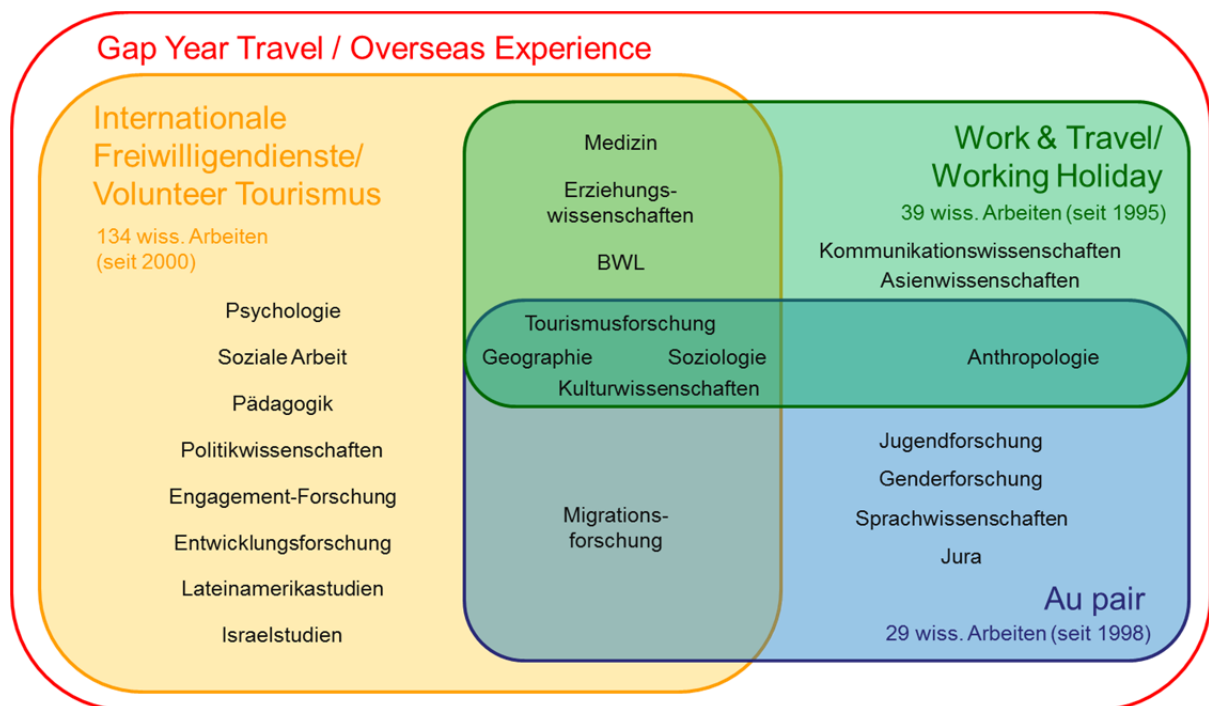 Gap Year Travel / Overseas Experience
Internationale
Freiwilligendienste/
Volunteer Tourismus
134 wiss. Arbeiten
(seit 2000)
Psychologie
Soziale Arbeit
Pädagogik
Politikwissenschaften
Engagement-Forschung
Entwicklungsforschung
Lateinamerikastudien
Israelstudien
Medizin
Erziehungs-
wissenschaften
BWL
Work & Travel/
Working Holiday
39 wiss. Arbeiten (seit 1995)
Kommunikationswissenschaften
Asienwissenschaften
Tourismusforschung
Geographie Soziologie
Kulturwissenschaften
Anthropologie
Migrations-
forschung
Jugendforschung
Genderforschung
Sprachwissenschaften
Jura
Au pair
29 wiss. Arbeiten (seit 1998)